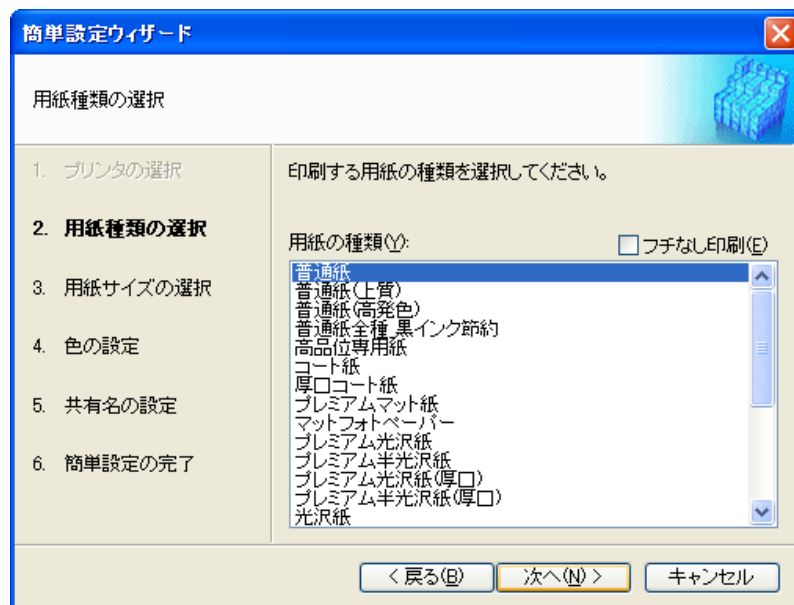 簡単設定ウィザード
用紙種類の選択
1. プリンタの選択
2. 用紙種類の選択
3. 用紙サイズの選択
4. 色の設定
5. 共有名の設定
6. 簡単設定の完了
印刷する用紙の種類を選択してください。
用紙の種類(Y):
フチなし印刷(E)
普通紙
普通紙(上質)
普通紙(高発色)
普通紙全種 黒インク節約
高品位専用紙
コート紙
厚口コート紙
プレミアムマット紙
マットフォトペーパー
プレミアム光沢紙
プレミアム半光沢紙
プレミアム光沢紙(厚口)
プレミアム半光沢紙(厚口)
光沢紙
< 戻る(B)
次へ(N) >
キャンセル